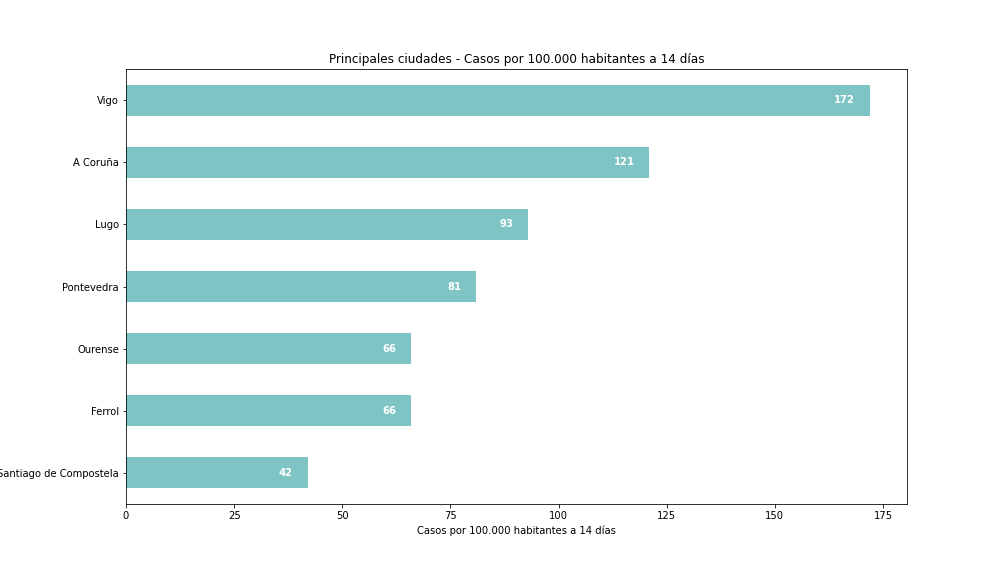 Principales ciudades - Casos por 100.000 habitantes a 14 días
Vigo 172
A Coruña 121
Lugo 93
Pontevedra 81
Ourense 66
Ferrol 66
Santiago de Compostela 42
0 25 50 75 100 125 150 175
Casos por 100.000 habitantes a 14 días